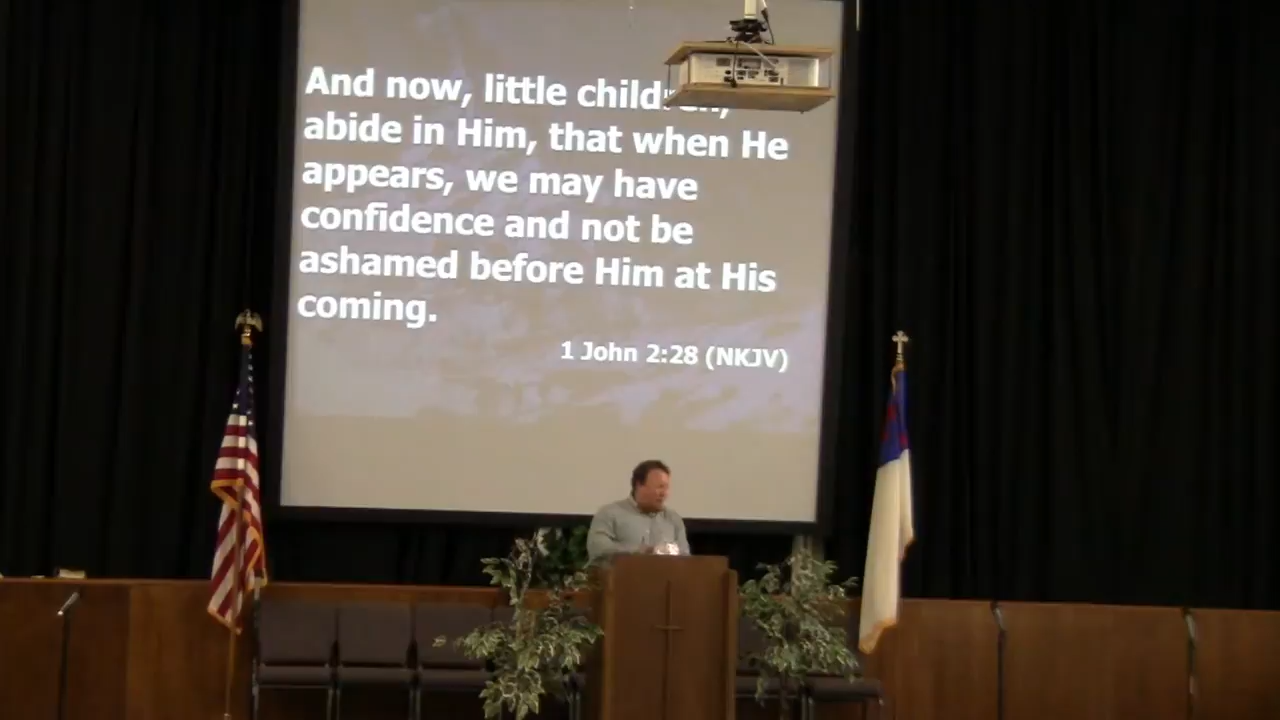 And now, little children,
abide in Him, that when He
appears, we may have
confidence and not be
ashamed before Him at His
coming.
1 John 2:28 (NKJV)